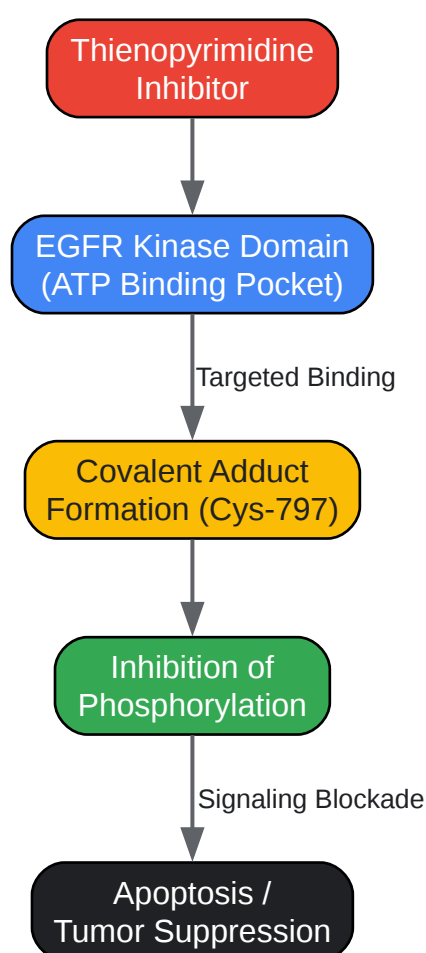 Thienopyrimidine
Inhibitor
EGFR Kinase Domain
(ATP Binding Pocket)
Targeted Binding
Covalent Adduct
Formation (Cys-797)
Inhibition of
Phosphorylation
Signaling Blockade
Apoptosis /
Tumor Suppression